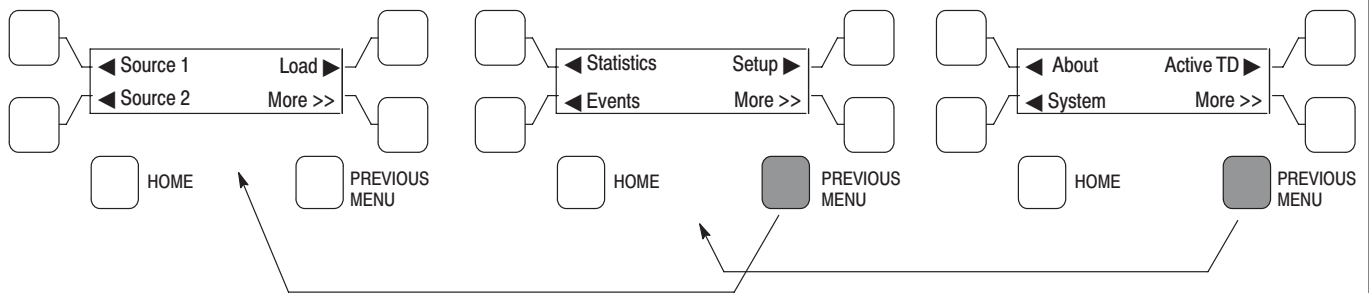 ◀ Source 1 Load ▶
◀ Source 2 More >>
HOME
PREVIOUS
MENU
◀ Statistics Setup ▶
◀ Events More >>
HOME
PREVIOUS
MENU
◀ About Active TD ▶
◀ System More >>
HOME
PREVIOUS
MENU